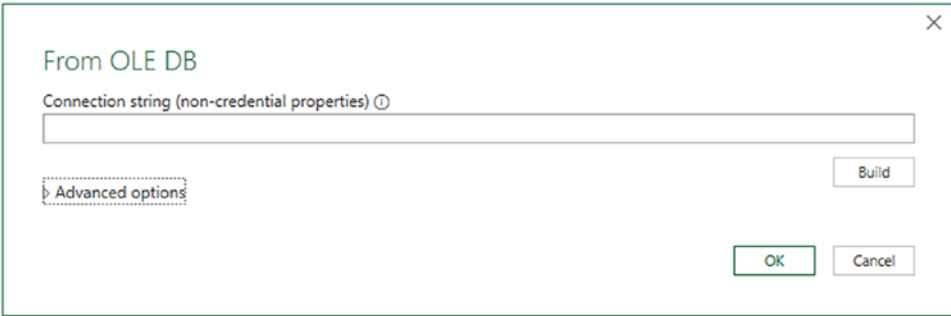 From OLE DB
Connection string (non-credential properties)
Build
Advanced options
OK Cancel